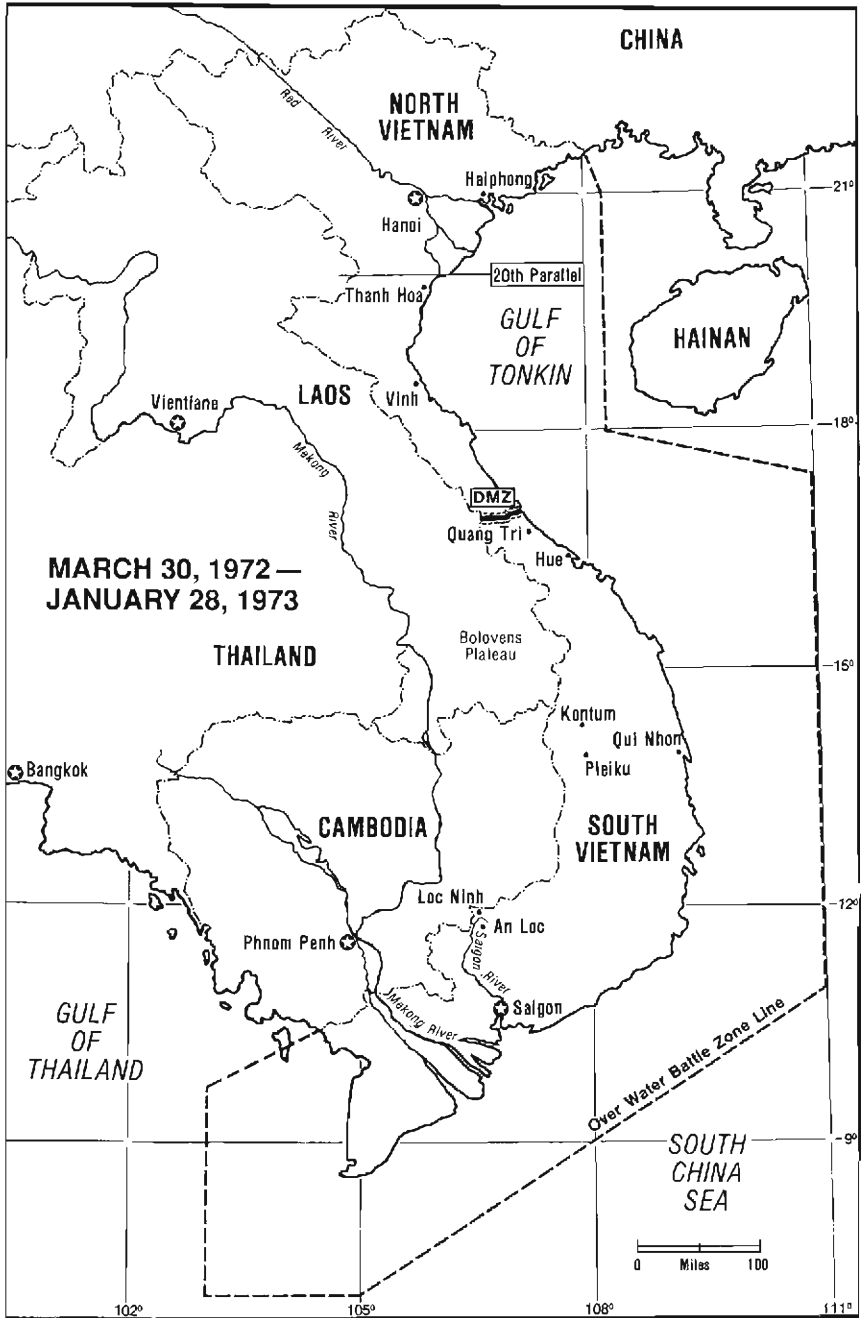 CHINA
NORTH
VIETNAM
Red
River
Haiphong
21°
Hanoi
20th Parallel
Thanh Hoa
GULF
OF
TONKIN
HAINAN
LAOS
Vinh
Vientiane
18°
Mekong
River
DMZ
Quang Tri
Hue
MARCH 30, 1972 —
JANUARY 28, 1973
Bolovens
Plateau
THAILAND
15°
Kontum
Qui Nhon
Pleiku
Bangkok
CAMBODIA
SOUTH
VIETNAM
Loc Ninh
12°
An Loc
Phnom Penh
Saigon
River
Saigon
Mekong River
GULF
OF
THAILAND
Over Water Battle Zone Line
9°
SOUTH
CHINA
SEA
0 Miles 100
102° 105° 108° 111°